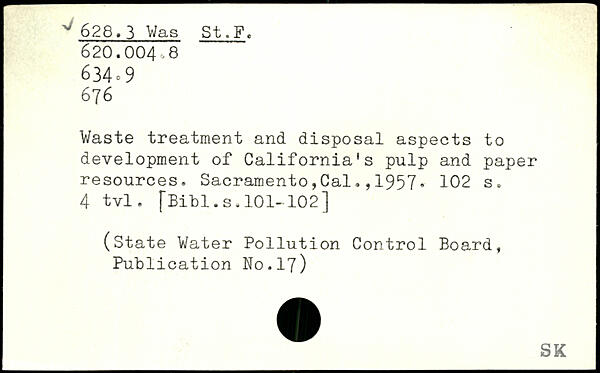 ✓ 628.3 Was St.F.
620.004.8
634.9
676
Waste treatment and disposal aspects to
development of California's pulp and paper
resources. Sacramento,Cal.,1957. 102 s.
4 tvl. [Bibl.s.101-102]
(State Water Pollution Control Board,
Publication No.17)
SK